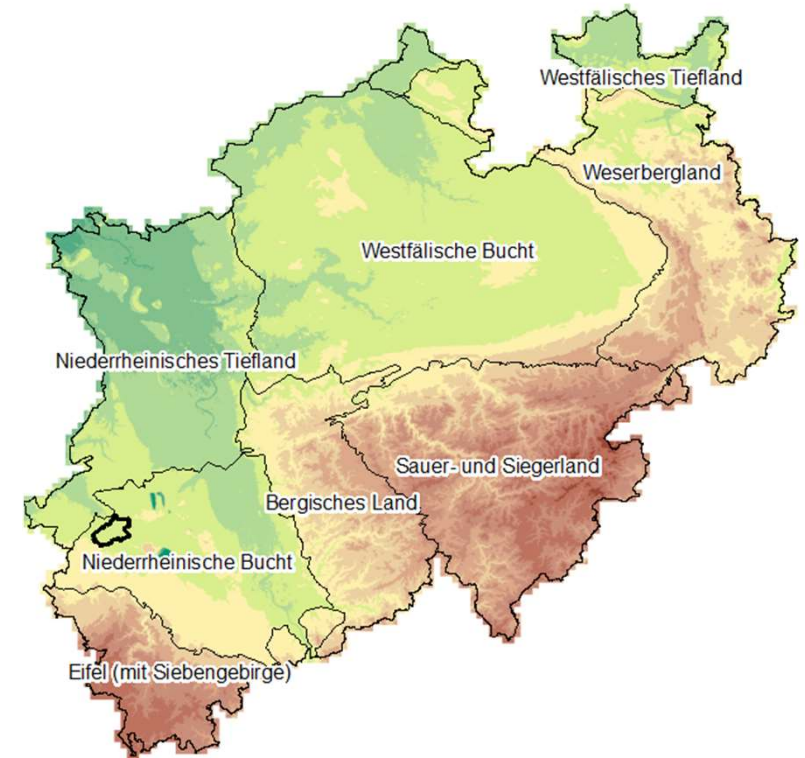 Westfälisches Tiefland
Weserbergland
Westfälische Bucht
Niederrheinisches Tiefland
Sauer- und Siegerland
Bergisches Land
Niederrheinische Bucht
Eifel (mit Siebengebirge)